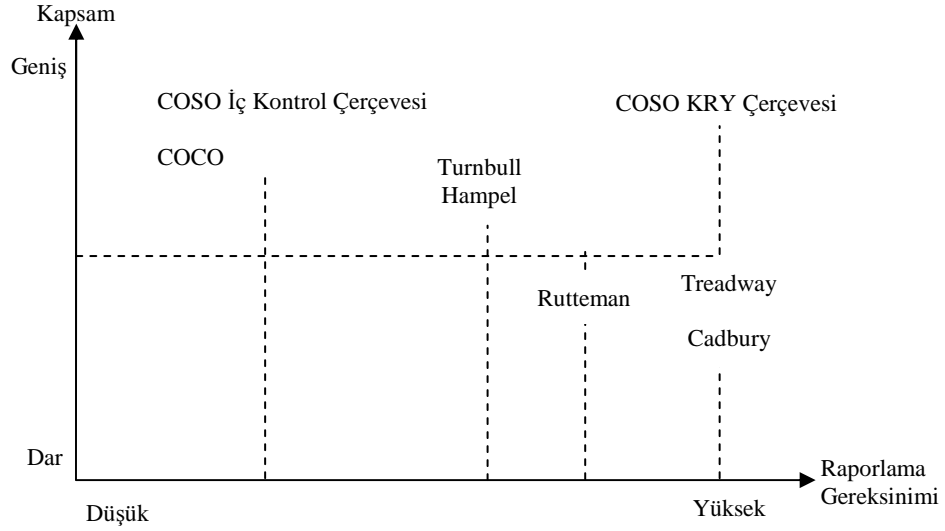 Kapsam
Geniş
COSO İç Kontrol Çerçevesi
COSO KRY Çerçevesi
COCO
Turnbull
Hampel
Rutteman
Treadway
Cadbury
Dar
Raporlama
Gereksinimi
Düşük
Yüksek